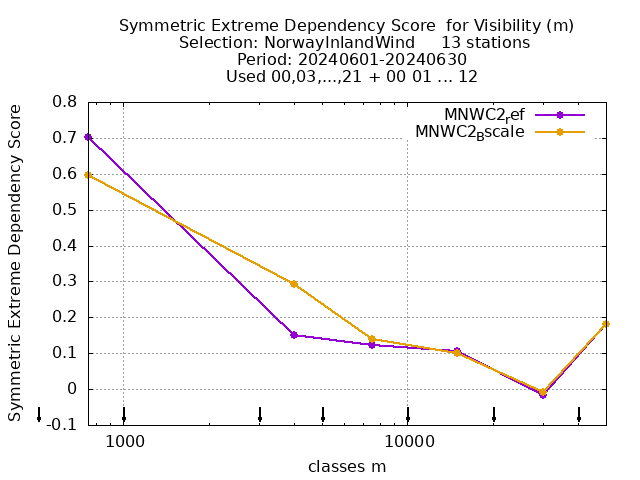 Symmetric Extreme Dependency Score  for Visibility (m)
Selection: NorwayInlandWind     13 stations
Period: 20240601-20240630
Used 00,03,...,21 + 00 01 ... 12
Symmetric Extreme Dependency Score
MNWC2ref
MNWC2Bscale
0.8
0.7
0.6
0.5
0.4
0.3
0.2
0.1
0
-0.1
1000 10000
classes m